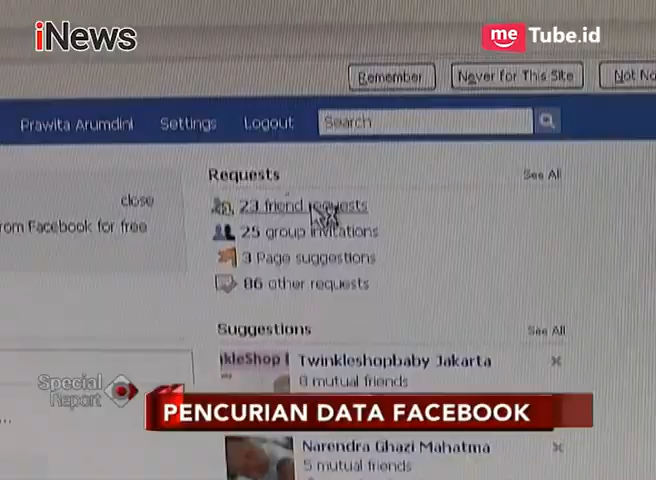 iNews
me Tube.id
Remember
Never for This Site
Not No
Prawita Arumdini
Settings
Logout
Search
Requests
See All
close
23 friend requests
rom Facebook for free
25 group invitations
3 Page suggestions
86 other requests
Suggestions
See All
kleShop
Twinkleshopbaby Jakarta
8 mutual friends
Special Report
PENCURIAN DATA FACEBOOK
Narendra Ghazi Mahatma
5 mutual friends